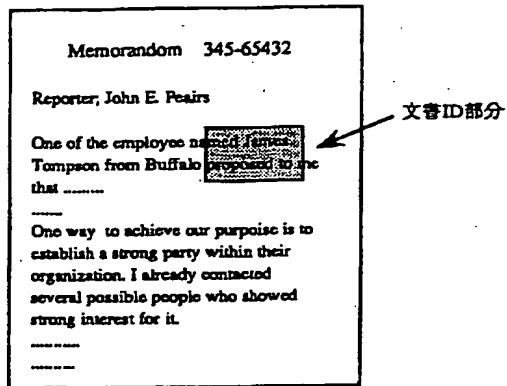 Memorandom 345-65432
Reporter; John E. Peairs
文書ID部分
One of the employee named James
Tompson from Buffalo proposed to me
that .........
.......
One way to achieve our purpoise is to
establish a strong party within their
organization. I already contacted
several possible people who showed
strong interest for it.
...........
..........